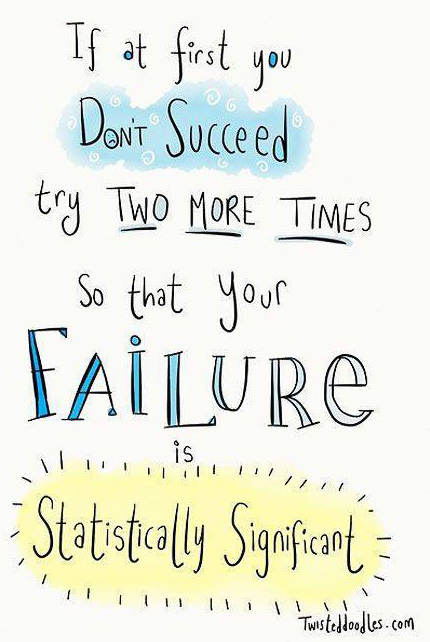 If at first you
Don't Succeed
try TWO MORE TIMES
So that your
FAiLURe
is
Statistically Significant
Twisteddoodles.com